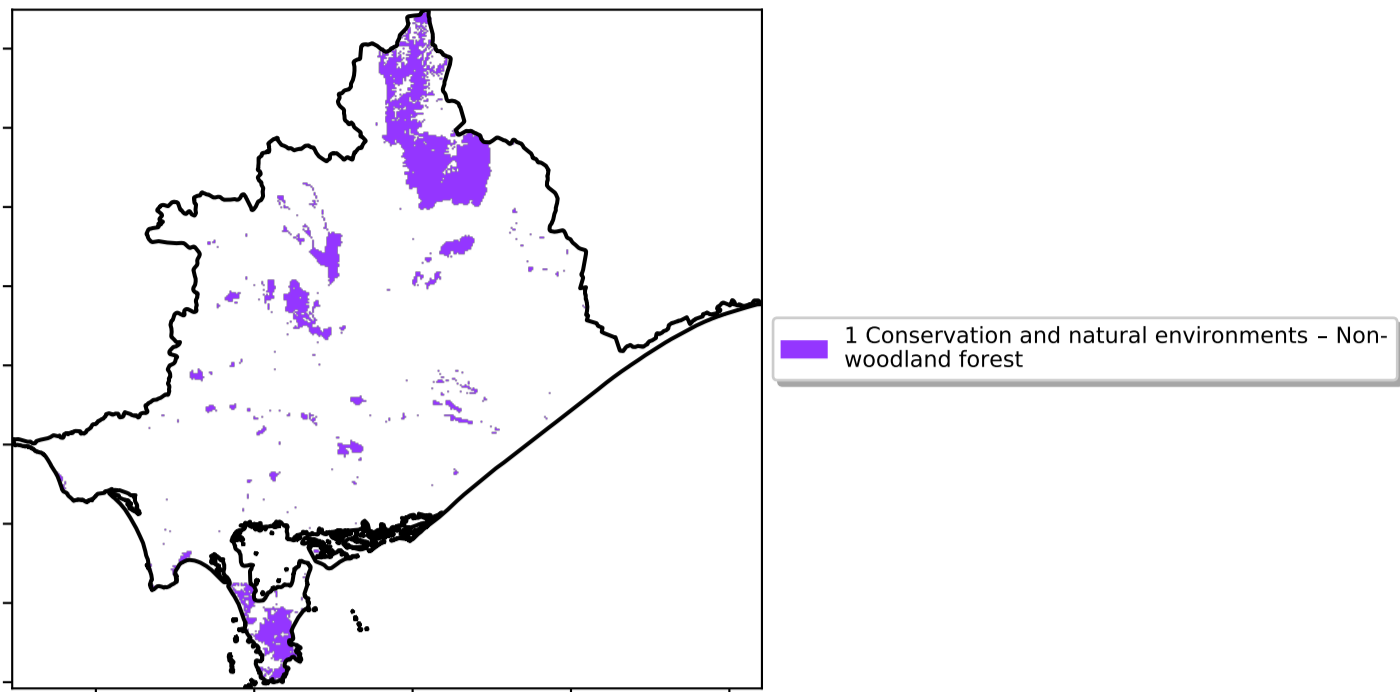 1 Conservation and natural environments – Non-
woodland forest